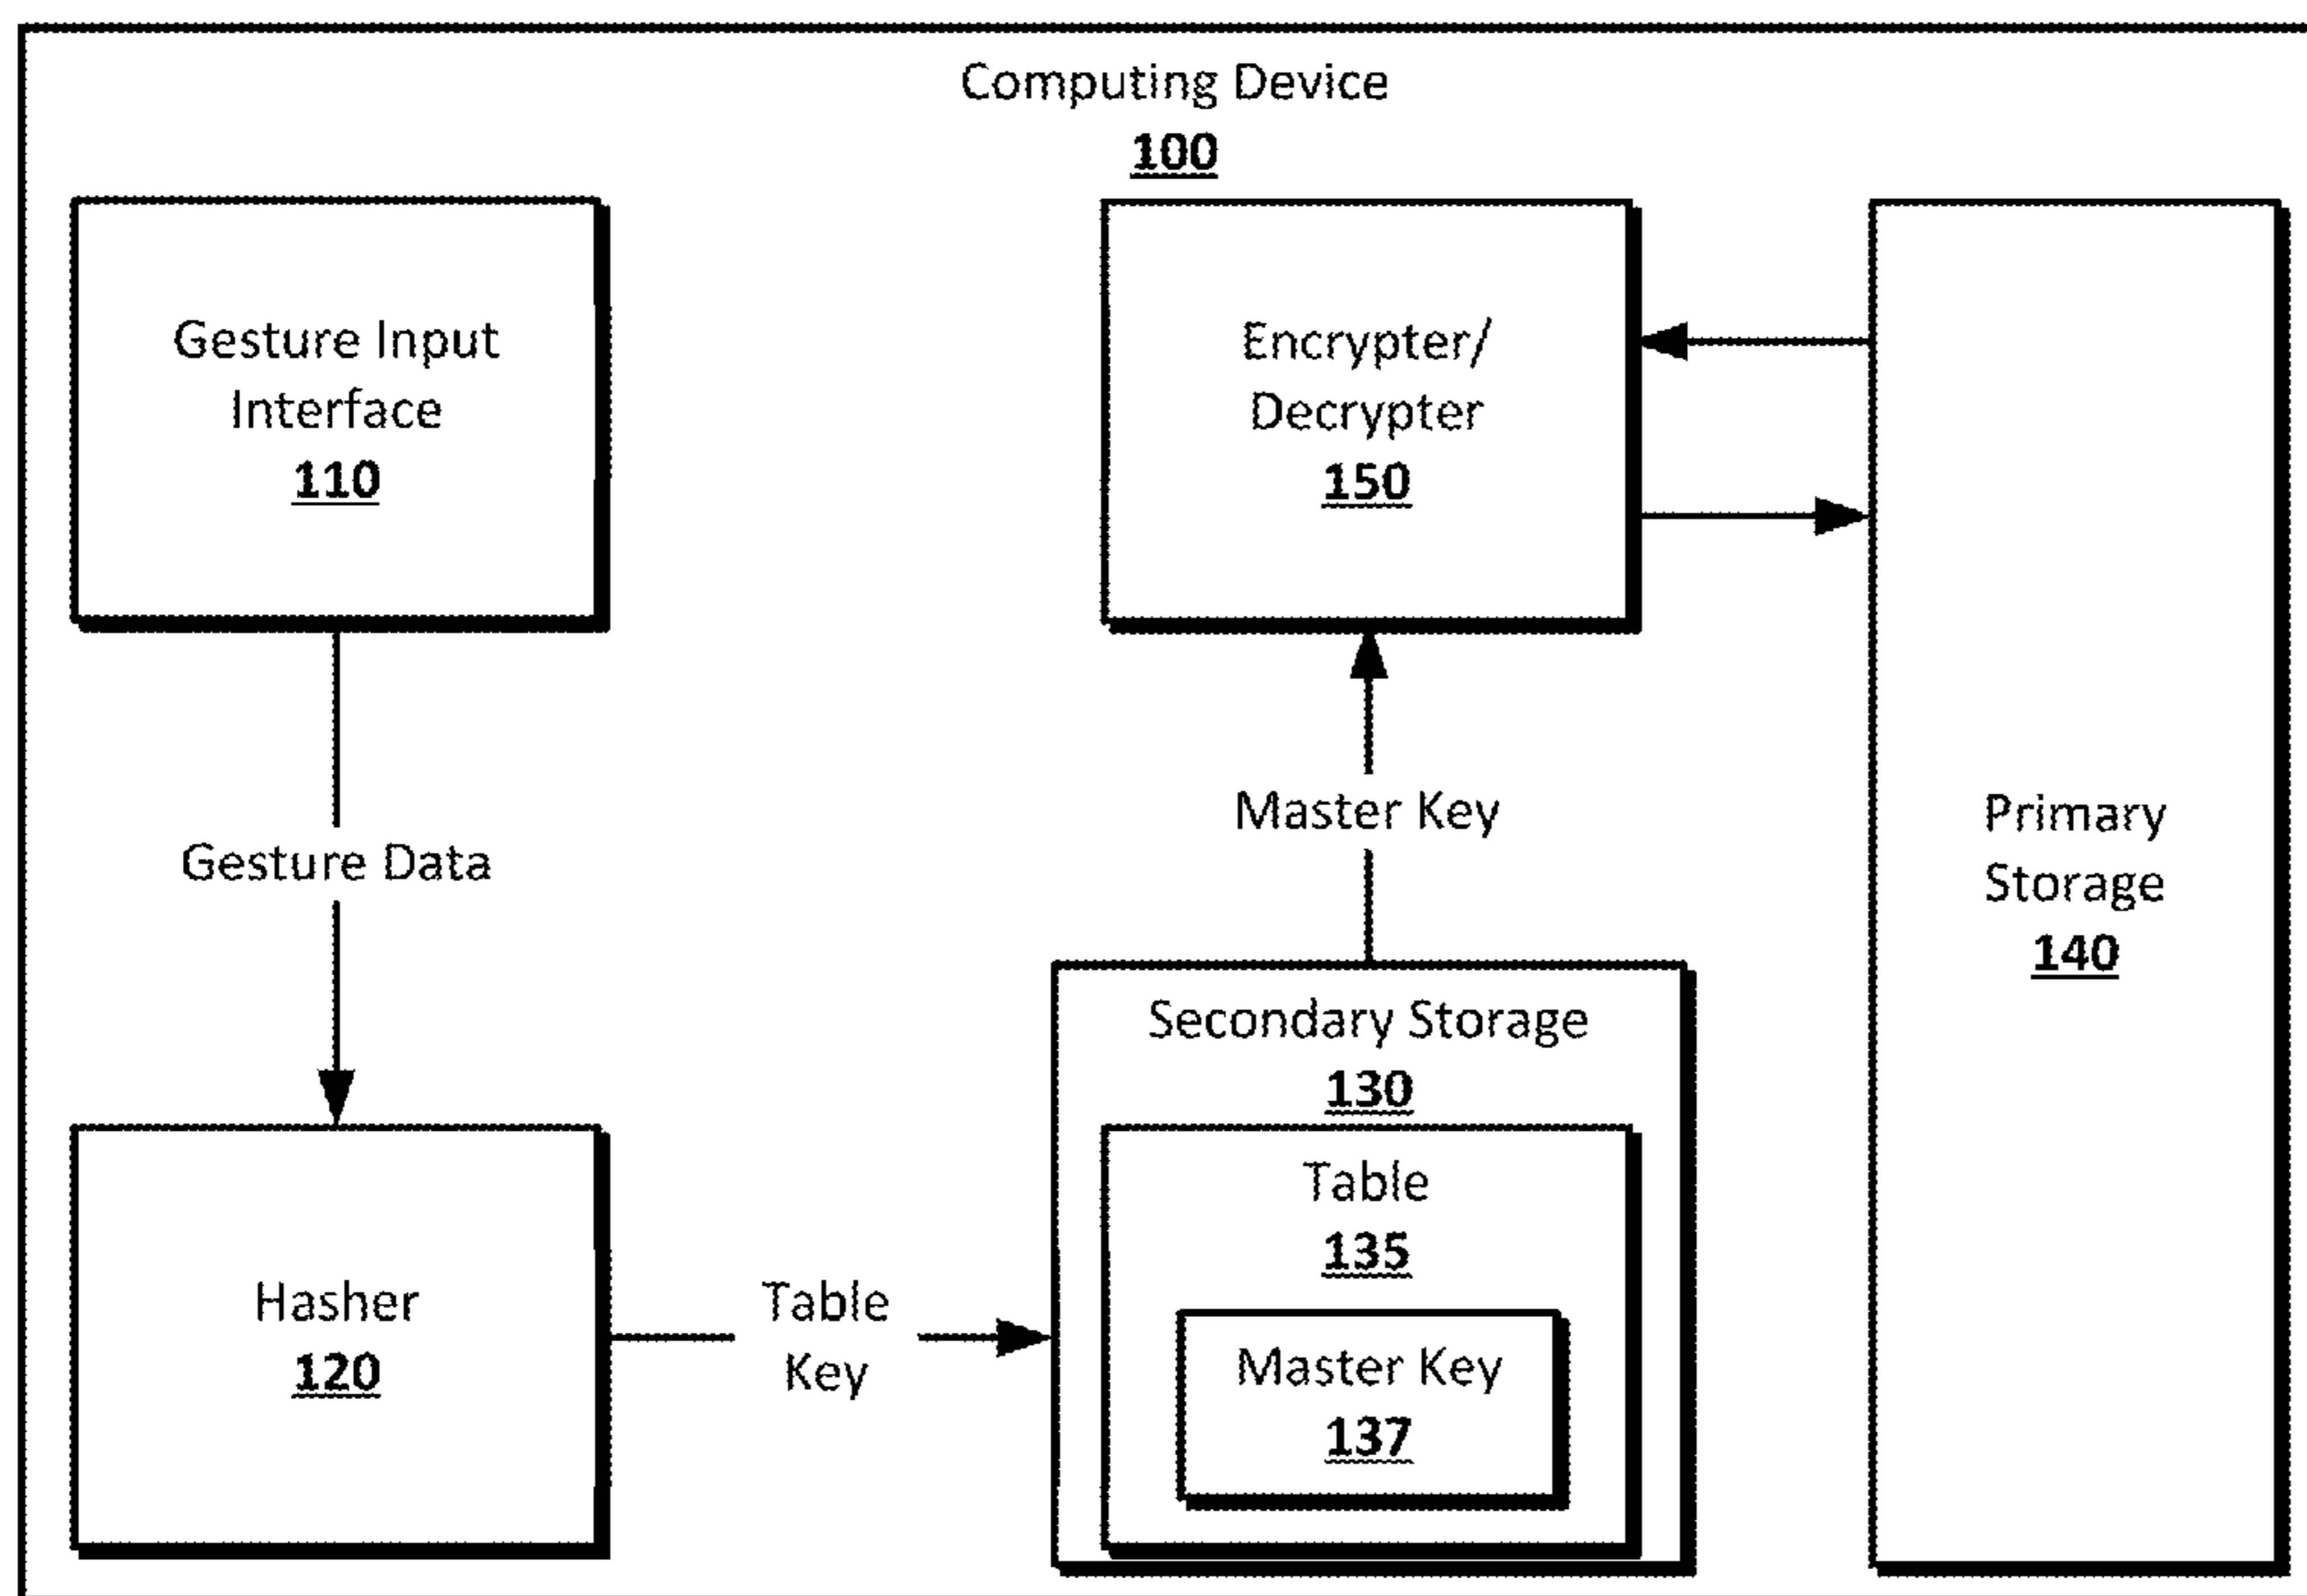 Computing Device
100
Gesture Input
Interface
110
Encrypter/
Decrypter
150
Gesture Data
Master Key
Primary
Storage
140
Hasher
120
Table
Key
Secondary Storage
130
Table
135
Master Key
137